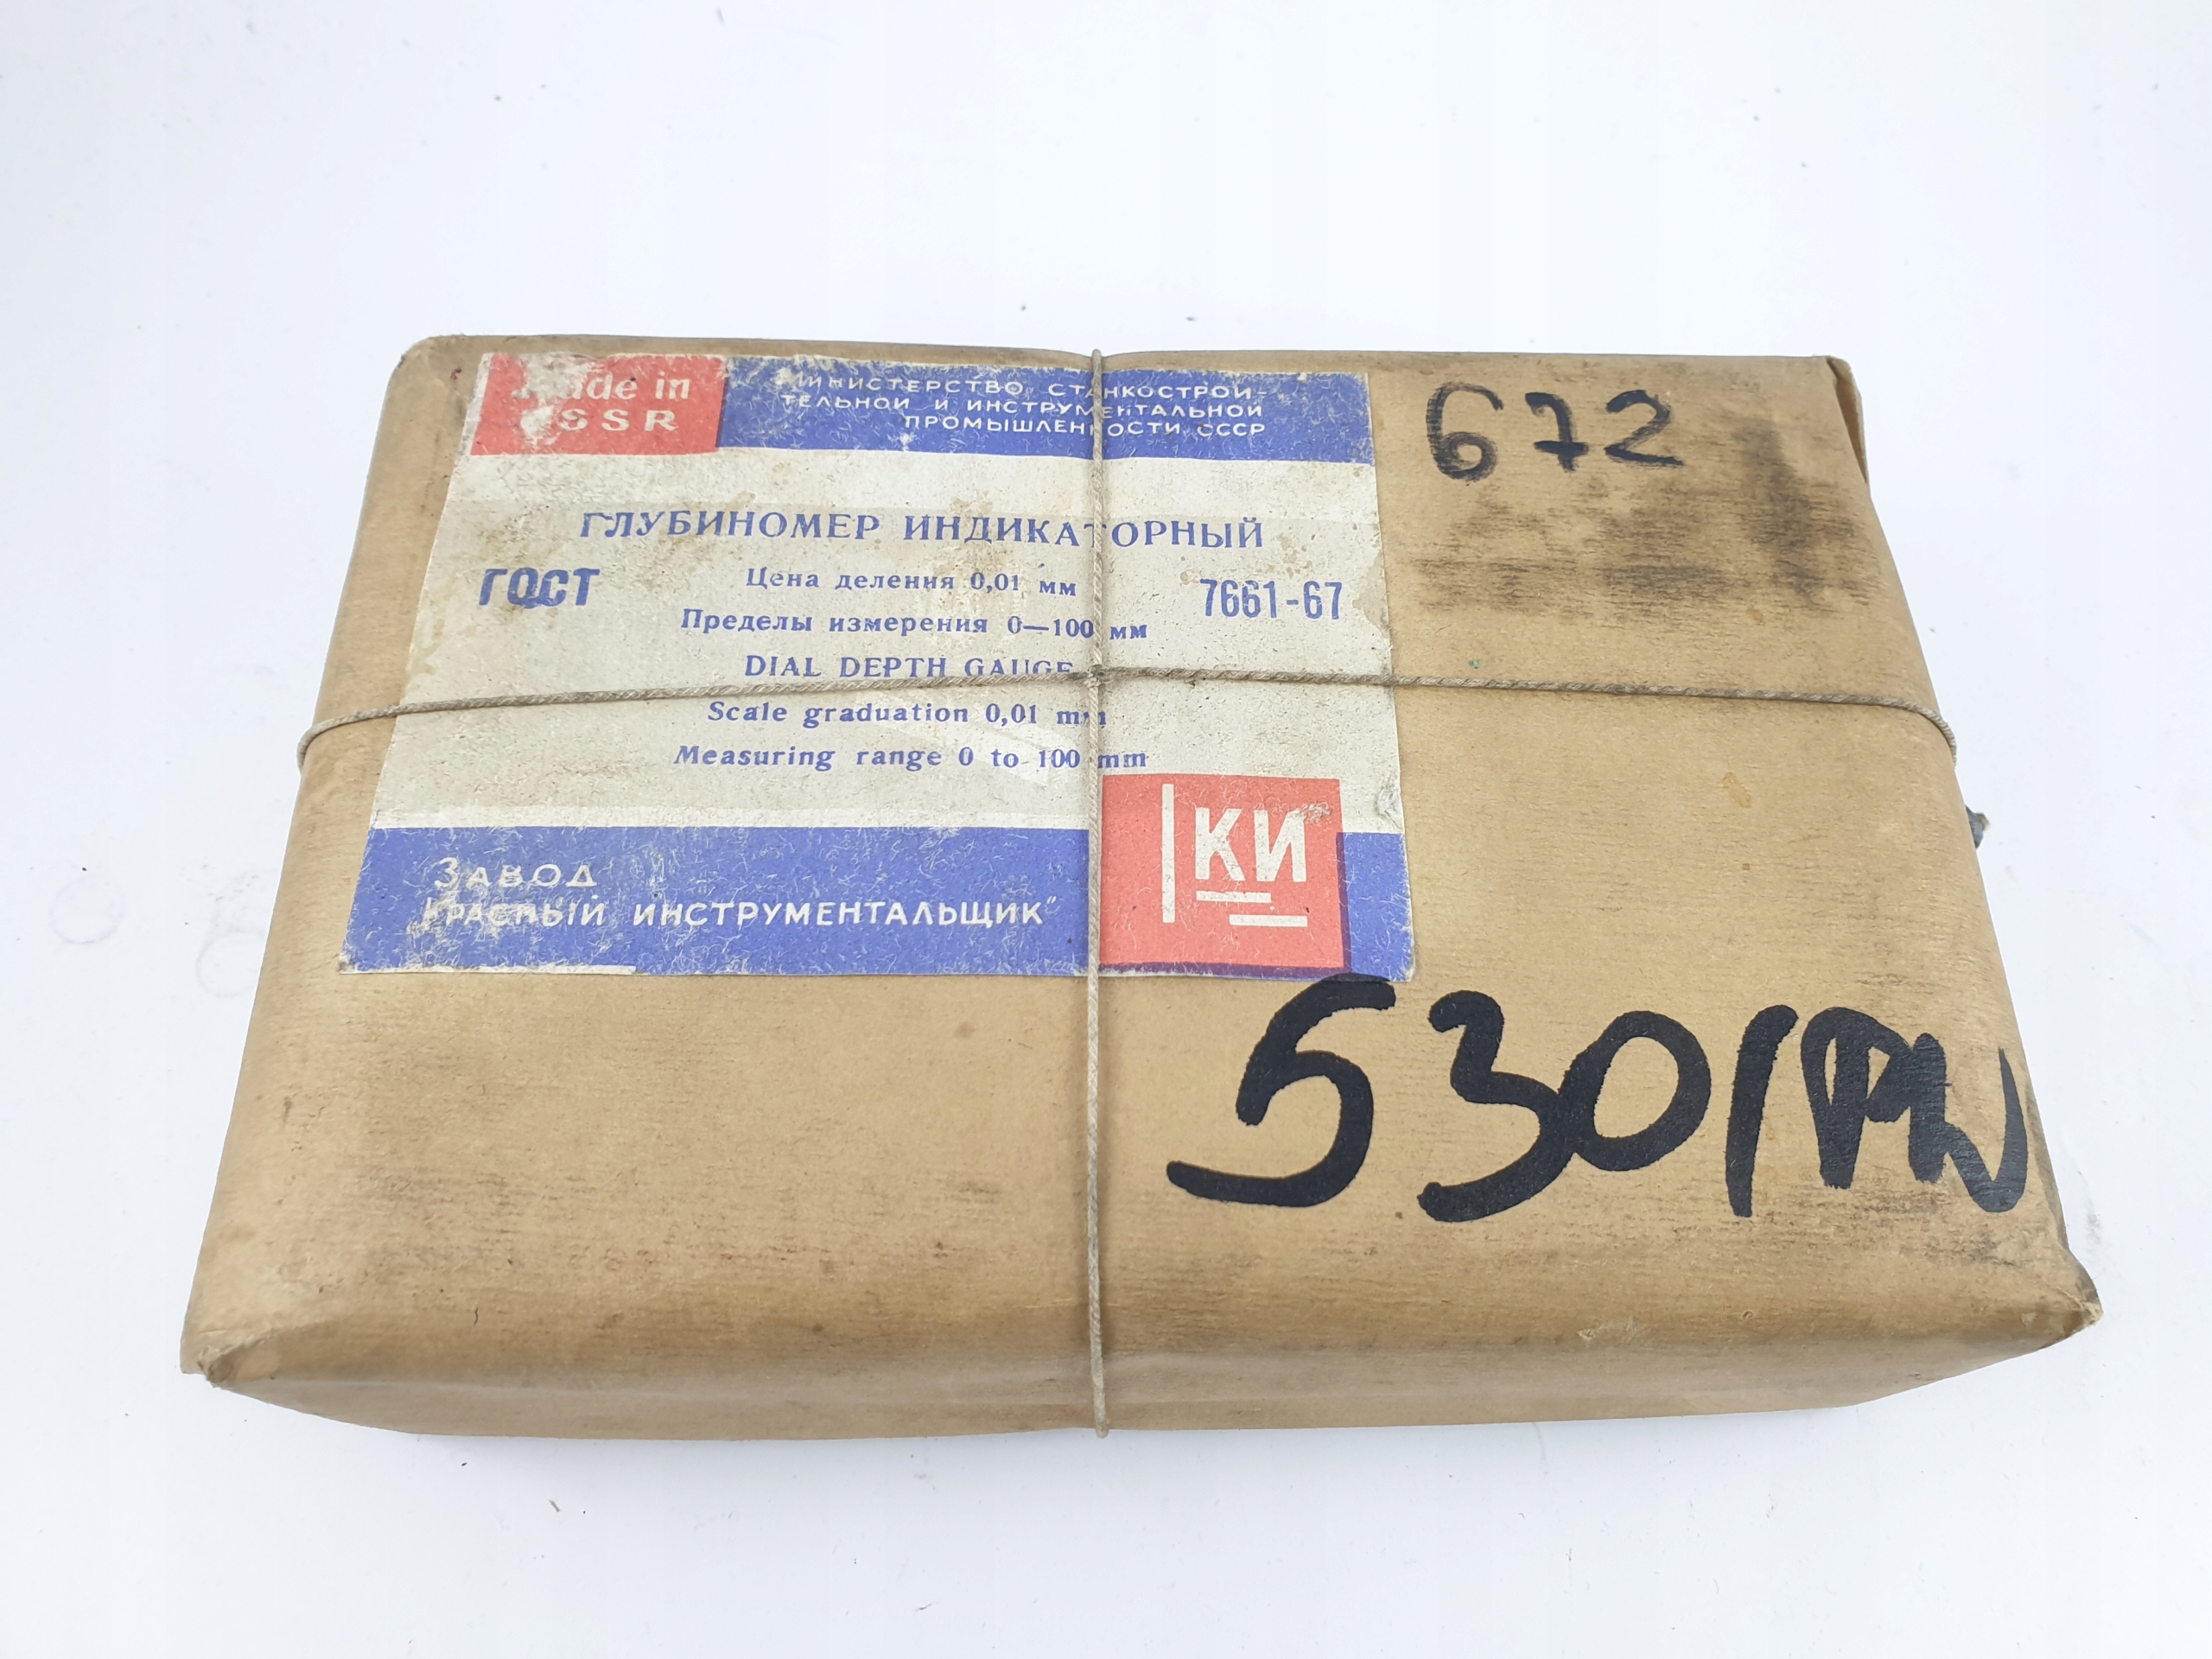 Made in
USSR
МИНИСТЕРСТВО СТАНКОСТРОИ-
ТЕЛЬНОЙ И ИНСТРУМЕНТАЛЬНОЙ
ПРОМЫШЛЕННОСТИ СССР
672
ГЛУБИНОМЕР ИНДИКАТОРНЫЙ
ГОСТ 7661-67
Цена деления 0,01 мм
Пределы измерения 0—100 мм
DIAL DEPTH GAUGE
Scale graduation 0,01 mm
Measuring range 0 to 100 mm
КИ
ЗАВОД
КРАСНЫЙ ИНСТРУМЕНТАЛЬЩИК"
530